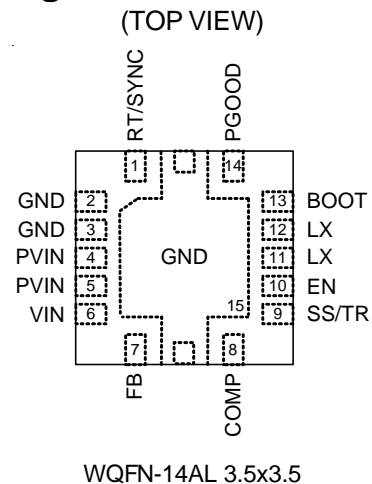 (TOP VIEW)
RT/SYNC
PGOOD
1
14
GND 2
13 BOOT
GND 3
12 LX
PVIN 4
GND
11 LX
PVIN 5
10 EN
VIN 6
15
9 SS/TR
7
8
FB
COMP
WQFN-14AL 3.5x3.5